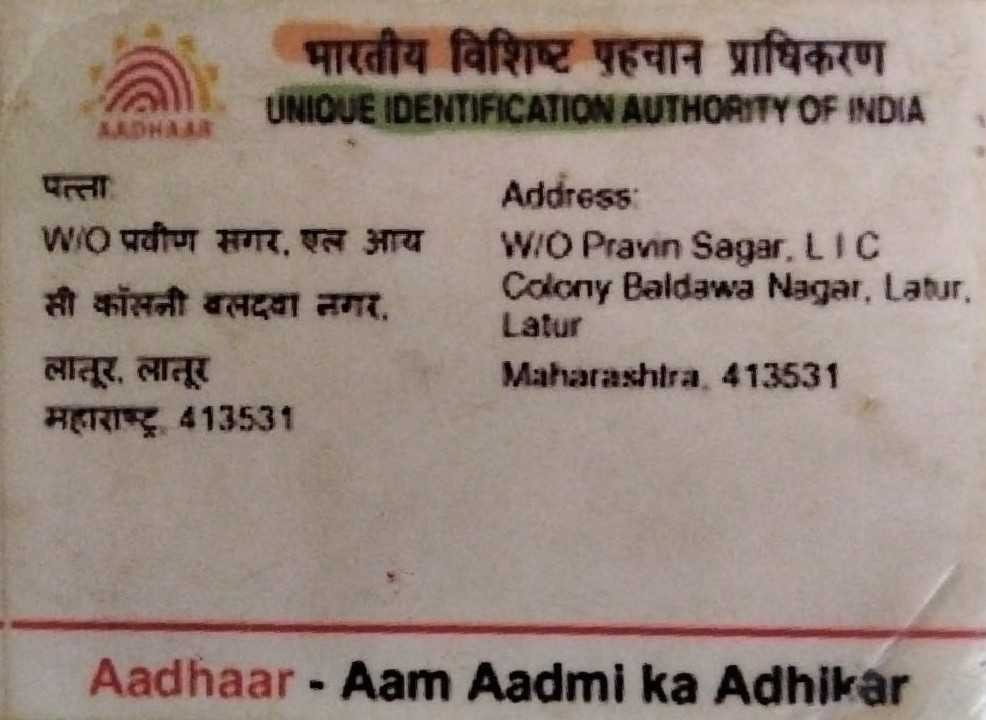 भारतीय विशिष्ट पहचान प्राधिकरण
UNIQUE IDENTIFICATION AUTHORITY OF INDIA
AADHAAR
पत्ता:
W/O प्रवीण सगर, एल आय
सी कॉलनी बलदवा नगर,
लातूर, लातूर
महाराष्ट्र, 413531
Address:
W/O Pravin Sagar, L I C
Colony Baldawa Nagar, Latur,
Latur
Maharashtra, 413531
Aadhaar - Aam Aadmi ka Adhikar